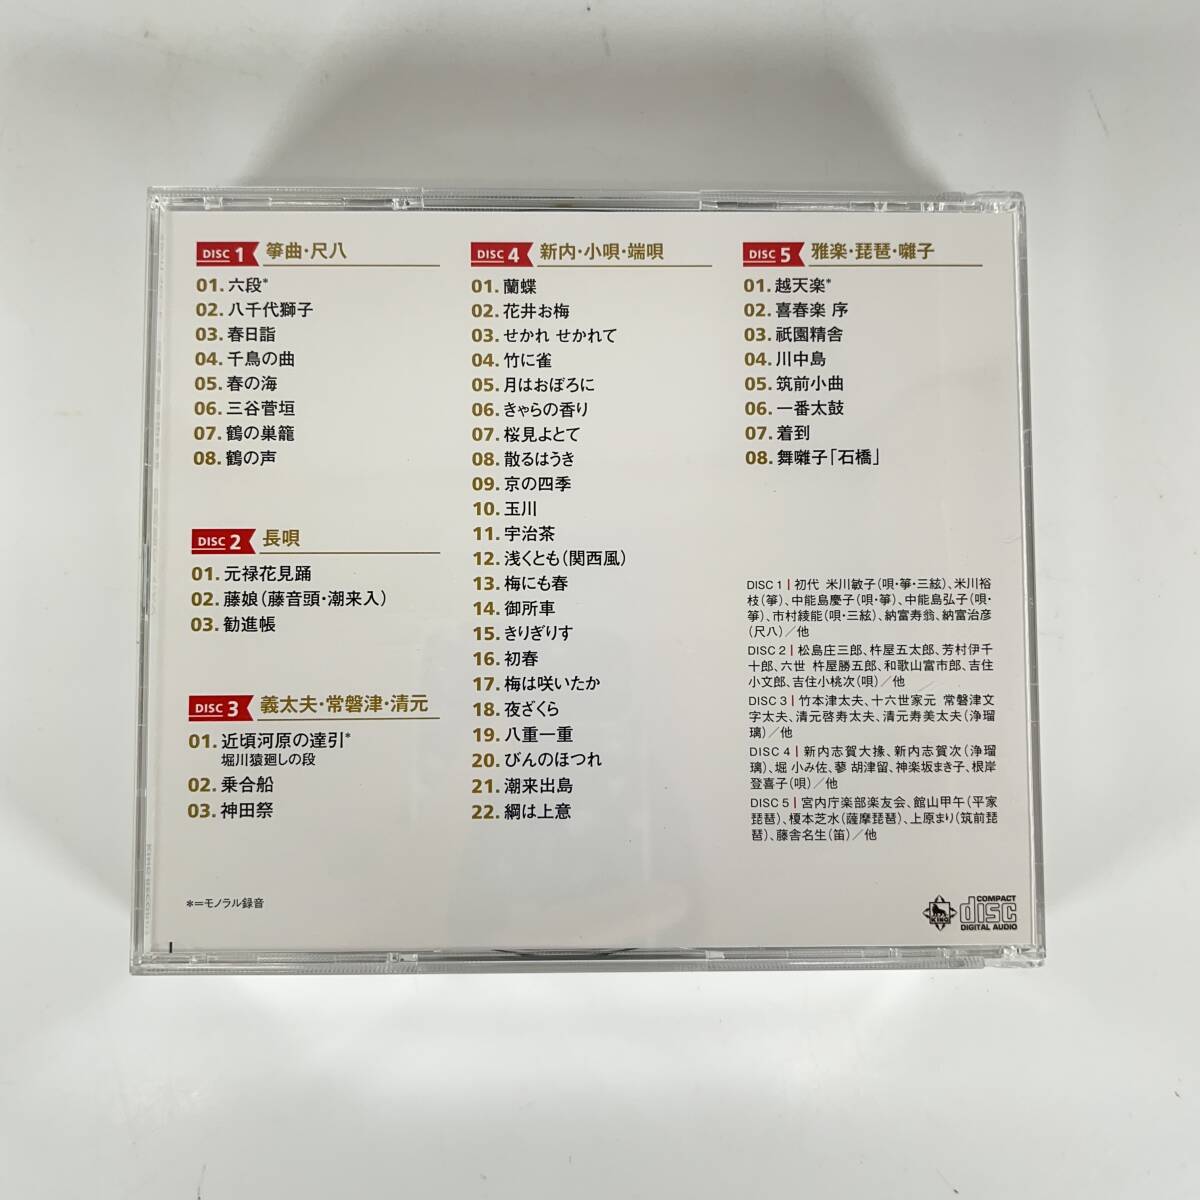 DISC 1 箏曲・尺八
01. 六段*
02. 八千代獅子
03. 春日詣
04. 千鳥の曲
05. 春の海
06. 三谷菅垣
07. 鶴の巣籠
08. 鶴の声
DISC 2 長唄
01. 元禄花見踊
02. 藤娘(藤音頭・潮来入)
03. 勧進帳
DISC 3 義太夫・常磐津・清元
01. 近頃河原の達引*
堀川猿廻しの段
02. 乗合船
03. 神田祭
*=モノラル録音
DISC 4 新内・小唄・端唄
01. 蘭蝶
02. 花井お梅
03. せかれ せかれて
04. 竹に雀
05. 月はおぼろに
06. きゃらの香り
07. 桜見よとて
08. 散るはうき
09. 京の四季
10. 玉川
11. 宇治茶
12. 浅くとも(関西風)
13. 梅にも春
14. 御所車
15. きりぎりす
16. 初春
17. 梅は咲いたか
18. 夜ざくら
19. 八重一重
20. びんのほつれ
21. 潮来出島
22. 綱は上意
DISC 5 雅楽・琵琶・囃子
01. 越天楽*
02. 喜春楽 序
03. 祇園精舎
04. 川中島
05. 筑前小曲
06. 一番太鼓
07. 着到
08. 舞囃子「石橋」
DISC 1 | 初代 米川敏子(唄・箏・三絃)、米川裕
枝(箏)、中能島慶子(唄・箏)、中能島弘子(唄・
箏)、市村綾能(唄・三絃)、納富寿翁、納富治彦
(尺八)/他
DISC 2 | 松島庄三郎、杵屋五太郎、芳村伊千
十郎、六世 杵屋勝五郎、和歌山富市郎、吉住
小文郎、吉住小桃次(唄)/他
DISC 3 | 竹本津太夫、十六世家元 常磐津文
字太夫、清元啓寿太夫、清元寿美太夫(浄瑠
璃)/他
DISC 4 | 新内志賀大掾、新内志賀次(浄瑠
璃)、堀 小み佐、蓼 胡津留、神楽坂まき子、根岸
登喜子(唄)/他
DISC 5 | 宮内庁楽部楽友会、館山甲午(平家
琵琶)、榎本芝水(薩摩琵琶)、上原まり(筑前琵
琶)、藤舎名生(笛)/他
KING
COMPACT
disc
DIGITAL AUDIO